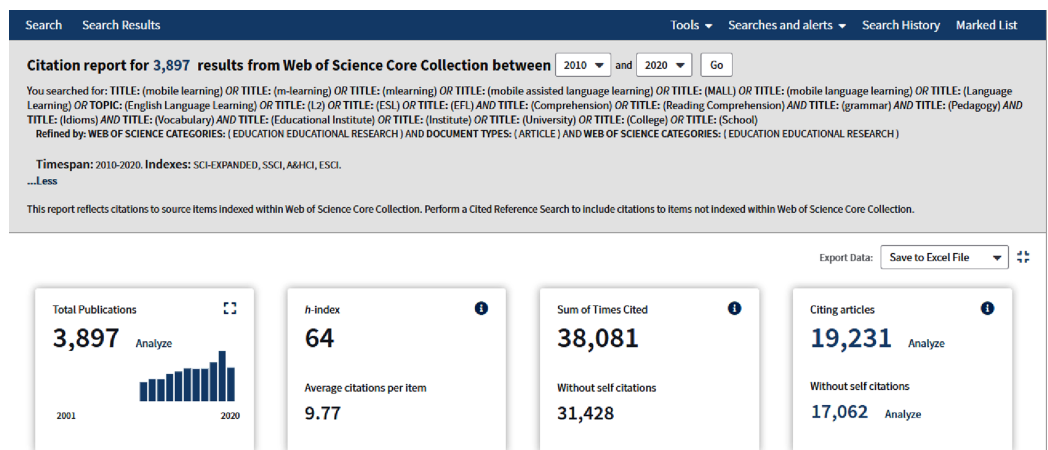 Search Search Results Tools Searches and alerts Search History Marked List
Citation report for 3,897 results from Web of Science Core Collection between 2010 and 2020 Go
You searched for: TITLE: (mobile learning) OR TITLE: (m-learning) OR TITLE: (mlearning) OR TITLE: (mobile assisted language learning) OR TITLE: (MALL) OR TITLE: (mobile language learning) OR TITLE: (Language
Learning) OR TOPIC: (English Language Learning) OR TITLE: (L2) OR TITLE: (ESL) OR TITLE: (EFL) AND TITLE: (Comprehension) OR TITLE: (Reading Comprehension) AND TITLE: (grammar) AND TITLE: (Pedagogy) AND
TITLE: (Idioms) AND TITLE: (Vocabulary) AND TITLE: (Educational Institute) OR TITLE: (Institute) OR TITLE: (University) OR TITLE: (College) OR TITLE: (School)
Refined by: WEB OF SCIENCE CATEGORIES: ( EDUCATION EDUCATIONAL RESEARCH ) AND DOCUMENT TYPES: ( ARTICLE ) AND WEB OF SCIENCE CATEGORIES: ( EDUCATION EDUCATIONAL RESEARCH )
Timespan: 2010-2020. Indexes: SCI-EXPANDED, SSCI, A&HCI, ESCI.
...Less
This report reflects citations to source items indexed within Web of Science Core Collection. Perform a Cited Reference Search to include citations to items not indexed within Web of Science Core Collection.
Export Data: Save to Excel File
Total Publications
3,897 Analyze
2001 2020
h-index
64
Average citations per item
9.77
Sum of Times Cited
38,081
Without self citations
31,428
Citing articles
19,231 Analyze
Without self citations
17,062 Analyze